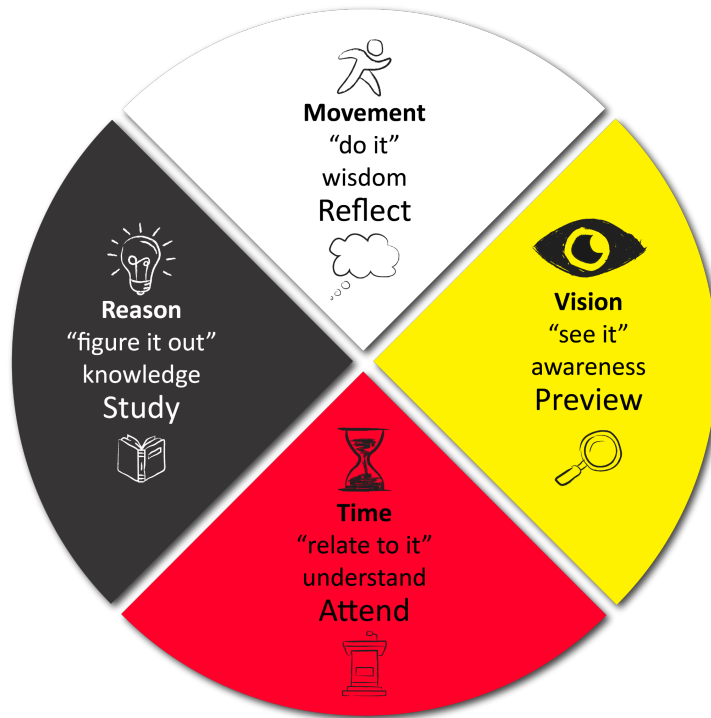 Movement
“do it”
wisdom
Reflect
Reason
“figure it out”
knowledge
Study
Vision
“see it”
awareness
Preview
Time
“relate to it”
understand
Attend